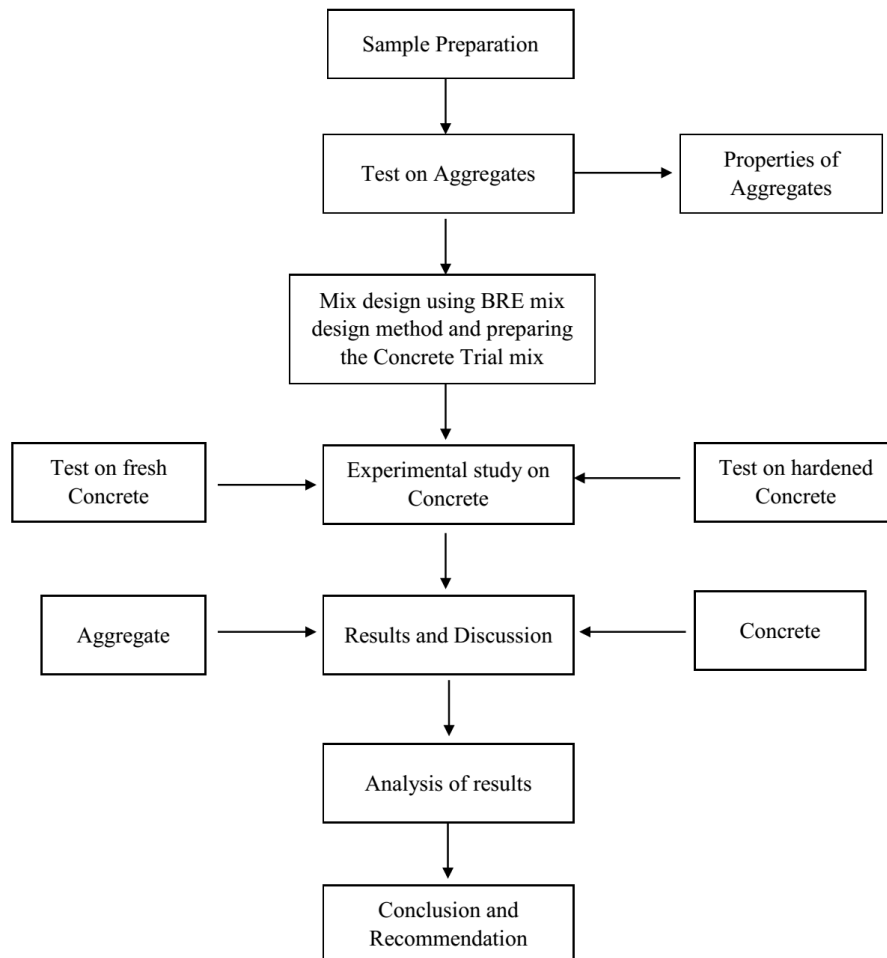 Sample Preparation
Test on Aggregates
Properties of
Aggregates
Mix design using BRE mix
design method and preparing
the Concrete Trial mix
Test on fresh
Concrete
Experimental study on
Concrete
Test on hardened
Concrete
Aggregate
Results and Discussion
Concrete
Analysis of results
Conclusion and
Recommendation